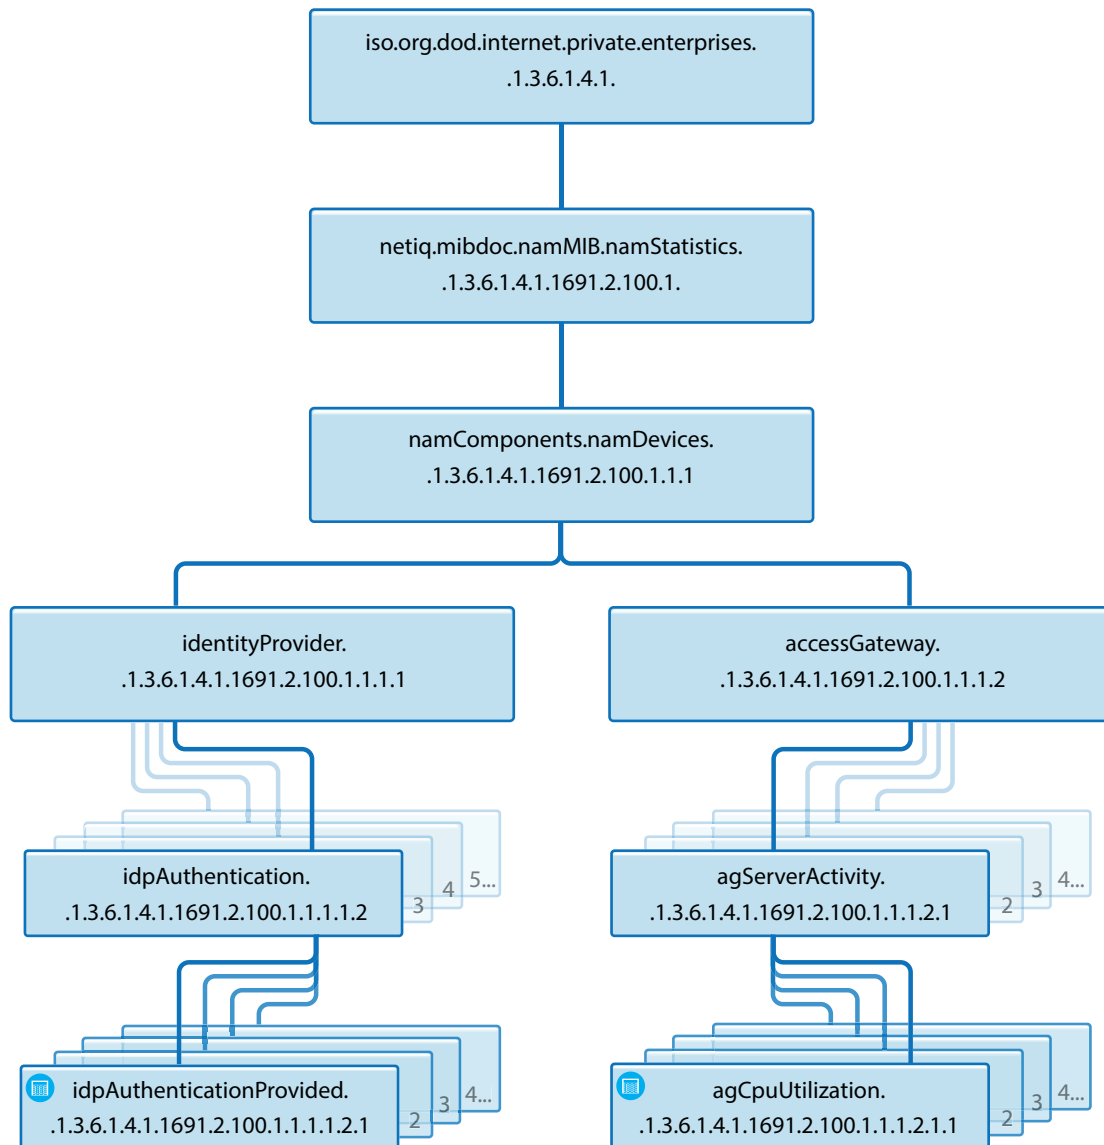 iso.org.dod.internet.private.enterprises.
.1.3.6.1.4.1.
netiq.mibdoc.namMIB.namStatistics.
.1.3.6.1.4.1.1691.2.100.1.
namComponents.namDevices.
.1.3.6.1.4.1.1691.2.100.1.1.1
identityProvider.
.1.3.6.1.4.1.1691.2.100.1.1.1.1
accessGateway.
.1.3.6.1.4.1.1691.2.100.1.1.1.2
idpAuthentication.
.1.3.6.1.4.1.1691.2.100.1.1.1.1.2
3
4
5...
agServerActivity.
.1.3.6.1.4.1.1691.2.100.1.1.1.2.1
2
3
4...
idpAuthenticationProvided.
.1.3.6.1.4.1.1691.2.100.1.1.1.1.2.1
2
3
4...
agCpuUtilization.
.1.3.6.1.4.1.1691.2.100.1.1.1.2.1.1
2
3
4...